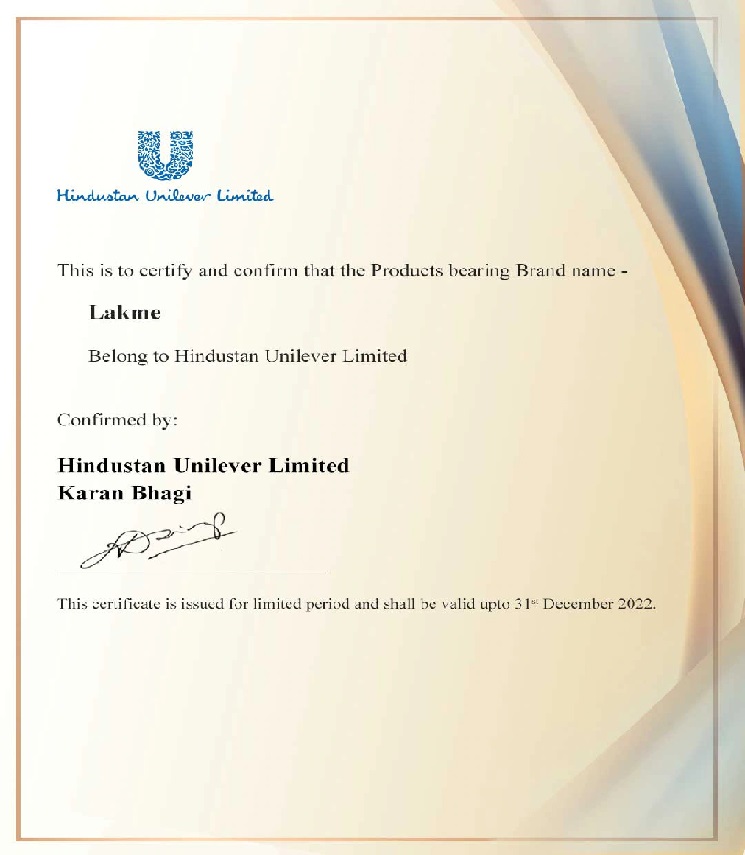 Hindustan Unilever Limited
This is to certify and confirm that the Products bearing Brand name -
Lakme
Belong to Hindustan Unilever Limited
Confirmed by:
Hindustan Unilever Limited
Karan Bhagi
This certificate is issued for limited period and shall be valid upto 31st December 2022.